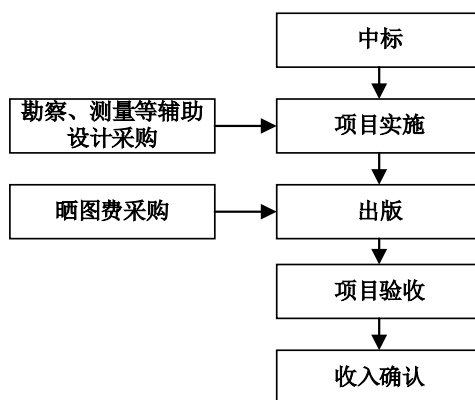 中标
勘察、测量等辅助
设计采购
项目实施
晒图费采购
出版
项目验收
收入确认